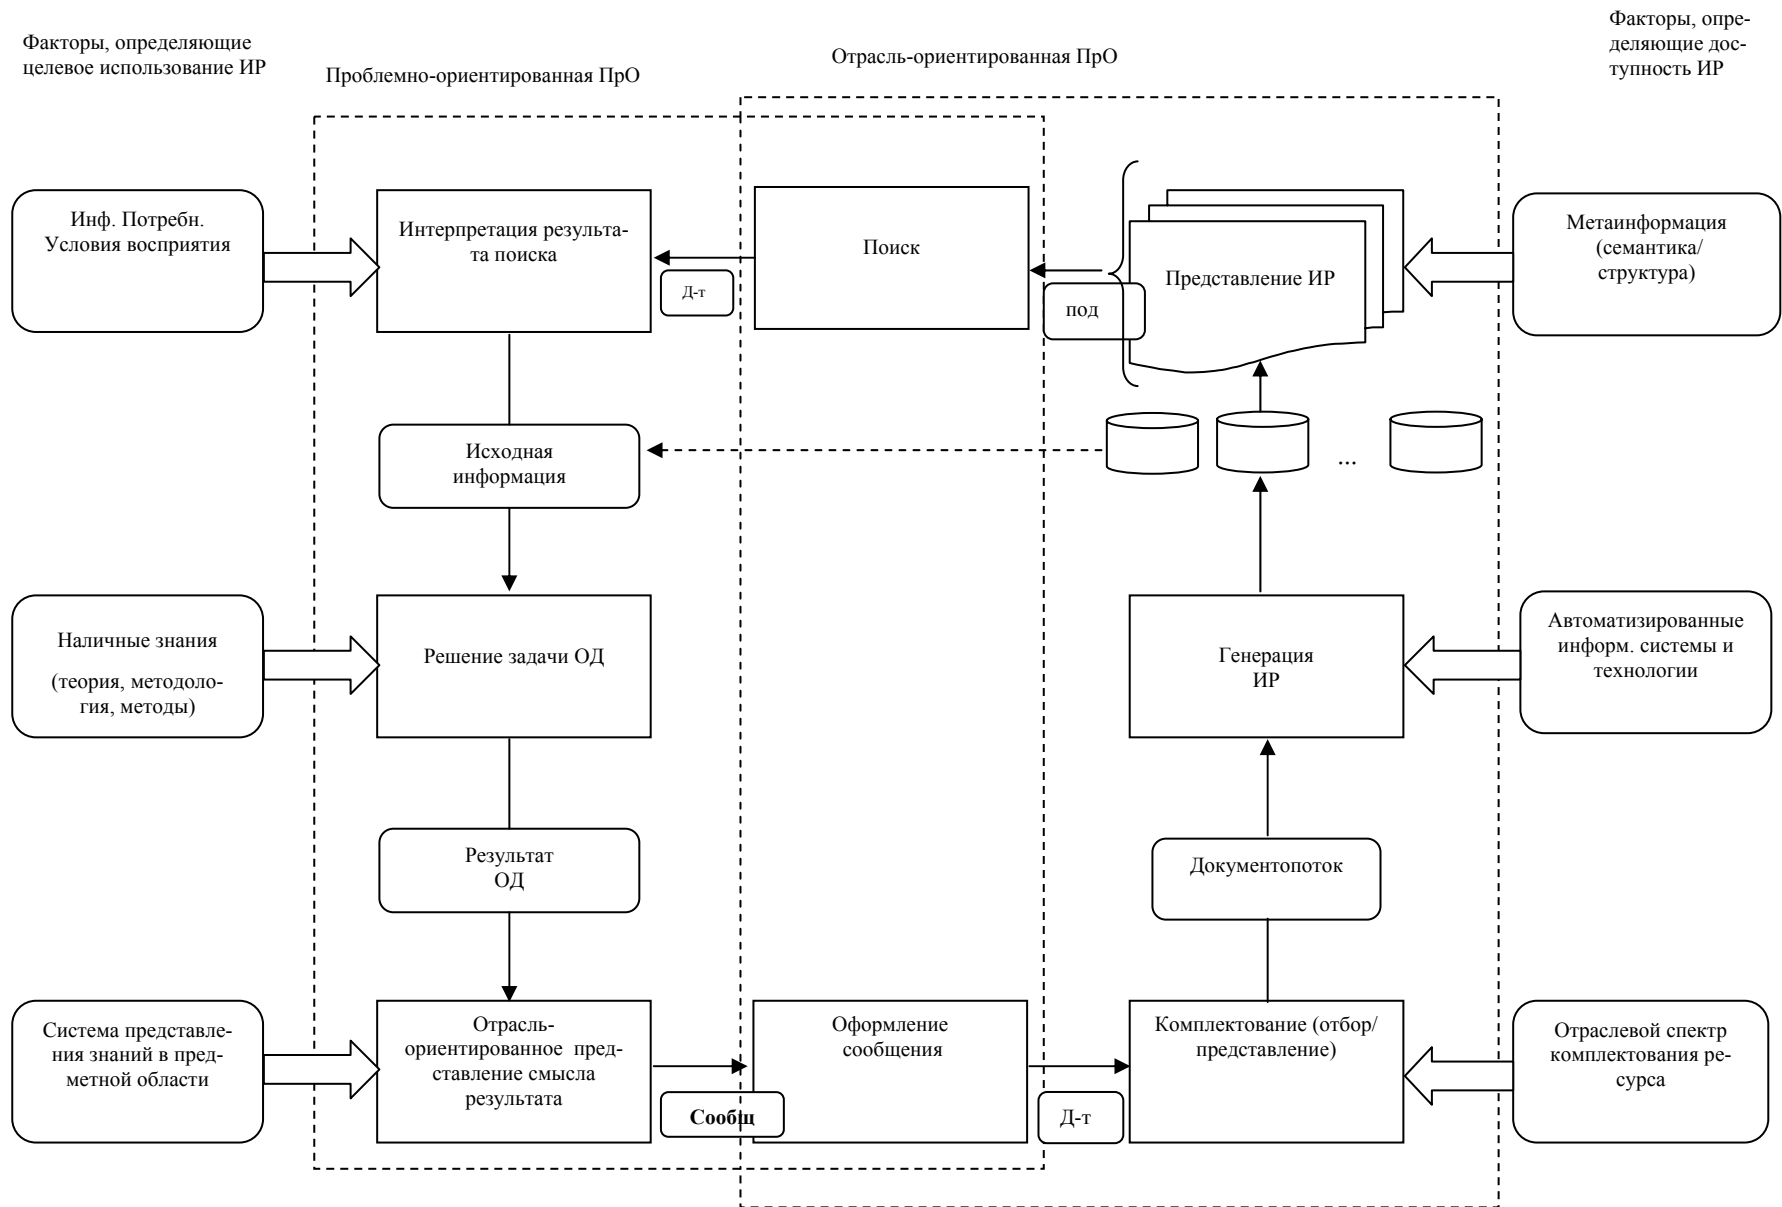 Факторы, определяющие
целевое использование ИР
Проблемно-ориентированная ПрО
Отрасль-ориентированная ПрО
Факторы, опре-
деляющие дос-
тупность ИР
Инф. Потребн.
Условия восприятия
Интерпретация результа-
та поиска
Д-т
Поиск
под
Представление ИР
Метаинформация
(семантика/
структура)
Исходная
информация
...
Наличные знания
(теория, методоло-
гия, методы)
Решение задачи ОД
Генерация
ИР
Автоматизированные
информ. системы и
технологии
Результат
ОД
Документопоток
Система представле-
ния знаний в пред-
метной области
Отрасль-
ориентированное пред-
ставление смысла
результата
Сообщ
Оформление
сообщения
Д-т
Комплектование (отбор/
представление)
Отраслевой спектр
комплектования ре-
сурса